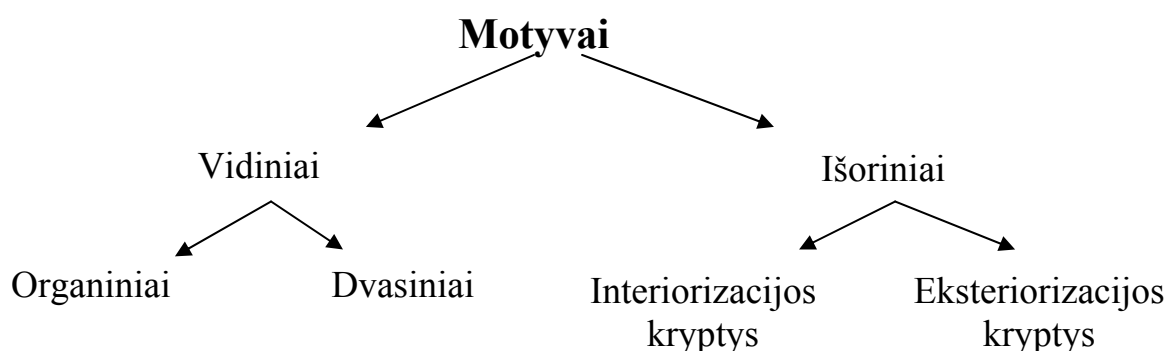 Motyvai
Vidiniai
Išoriniai
Organiniai
Dvasiniai
Interiorizacijos
kryptys
Eksteriorizacijos
kryptys